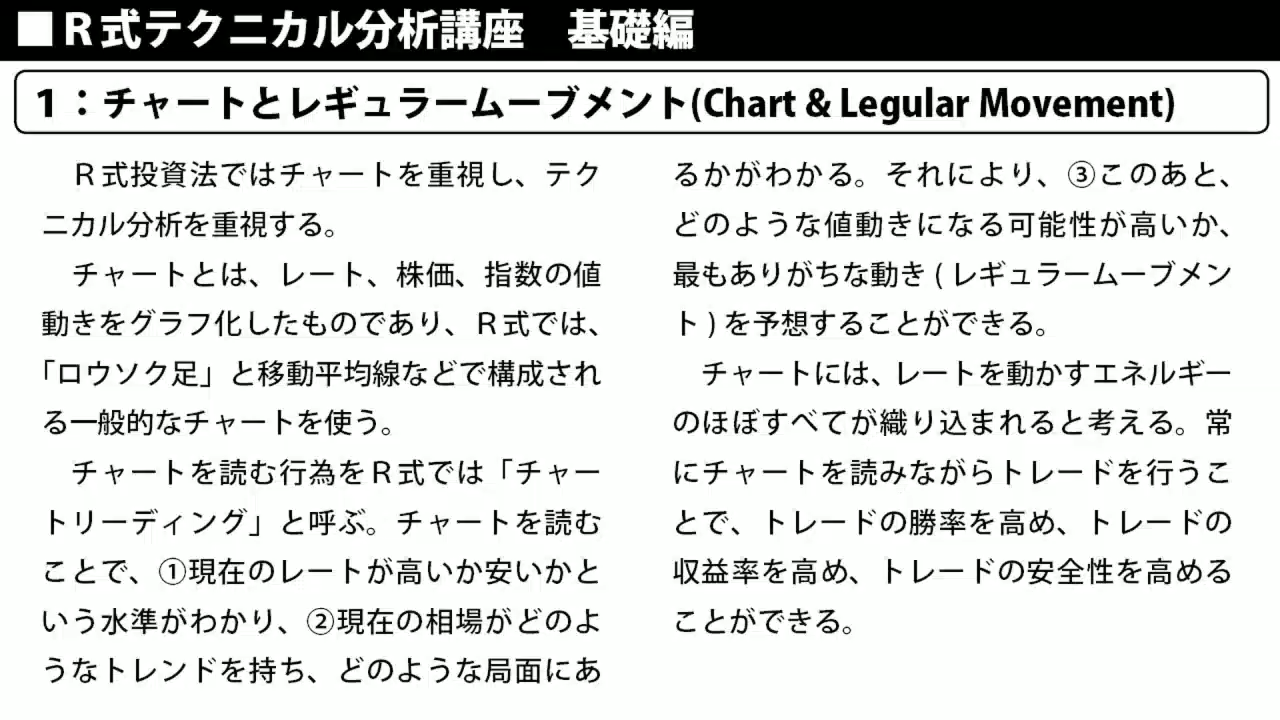 ■Ｒ式テクニカル分析講座　基礎編
１：チャートとレギュラームーブメント(Chart & Legular Movement)
　Ｒ式投資法ではチャートを重視し、テク
ニカル分析を重視する。
　チャートとは、レート、株価、指数の値
動きをグラフ化したものであり、Ｒ式では、
「ロウソク足」と移動平均線などで構成され
る一般的なチャートを使う。
　チャートを読む行為をＲ式では「チャー
トリーディング」と呼ぶ。チャートを読む
ことで、①現在のレートが高いか安いかと
いう水準がわかり、②現在の相場がどのよ
うなトレンドを持ち、どのような局面にあ
るかがわかる。それにより、③このあと、
どのような値動きになる可能性が高いか、
最もありがちな動き ( レギュラームーブメン
ト ) を予想することができる。
　チャートには、レートを動かすエネルギー
のほぼすべてが織り込まれると考える。常
にチャートを読みながらトレードを行うこ
とで、トレードの勝率を高め、トレードの
収益率を高め、トレードの安全性を高める
ことができる。